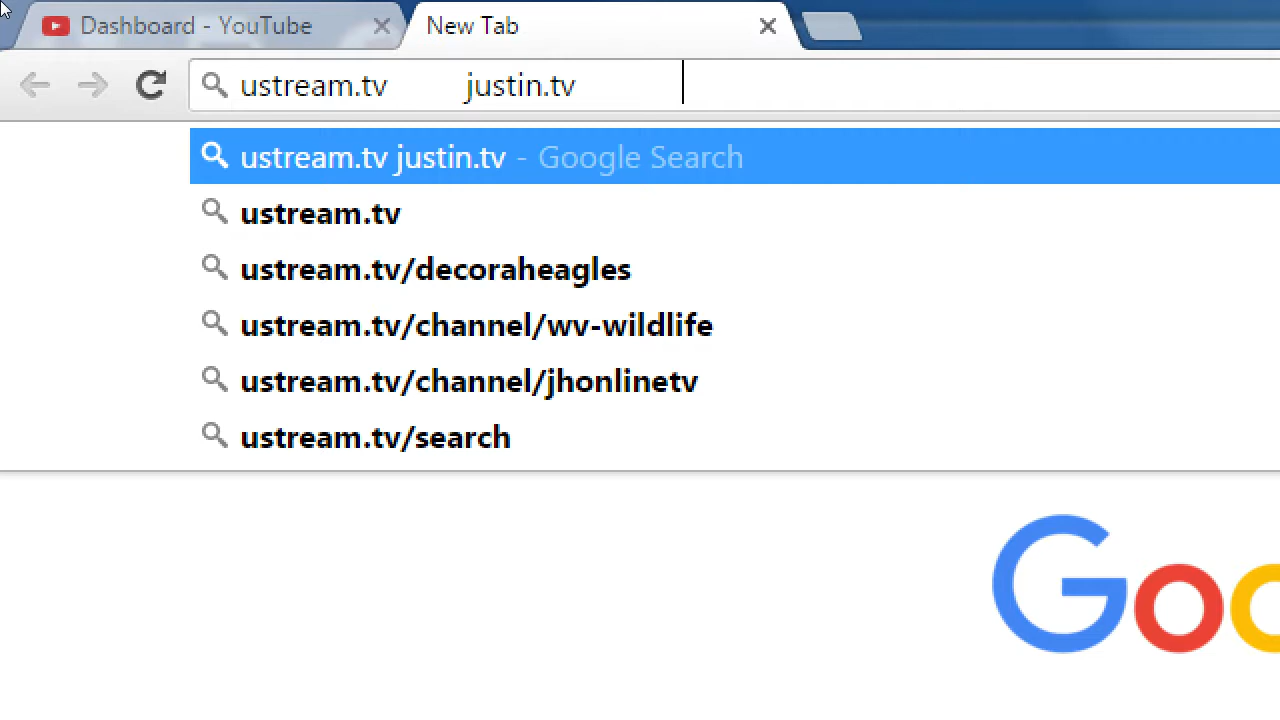 Dashboard - YouTube
New Tab
ustream.tv justin.tv
ustream.tv justin.tv - Google Search
ustream.tv
ustream.tv/decoraheagles
ustream.tv/channel/wv-wildlife
ustream.tv/channel/jhonlinetv
ustream.tv/search
Goo